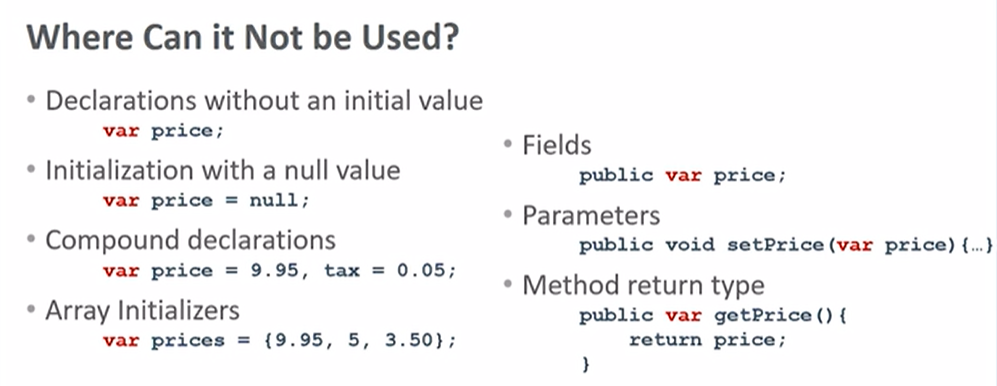 Where Can it Not be Used?
• Declarations without an initial value
var price;
• Initialization with a null value
var price = null;
• Compound declarations
var price = 9.95, tax = 0.05;
• Array Initializers
var prices = {9.95, 5, 3.50};
• Fields
public var price;
• Parameters
public void setPrice(var price){…}
• Method return type
public var getPrice(){
return price;
}